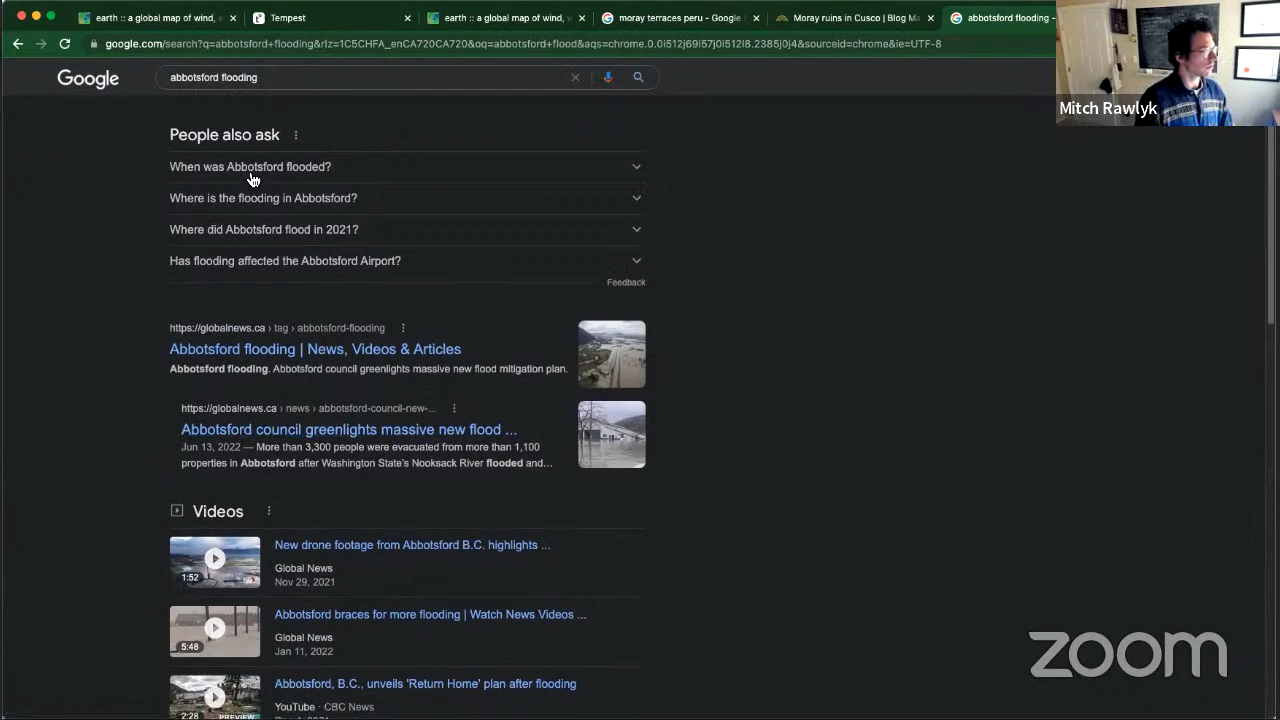 earth :: a global map of wind, w
Tempest
earth :: a global map of wind, w
moray terraces peru - Google
Moray ruins in Cusco | Blog Ma
abbotsford flooding -
google.com/search?q=abbotsford+flooding&rlz=1C5CHFA_enCA720CA720&oq=abbotsford+flood&aqs=chrome.0.0i512j69i57j0i512l8.2385j0j4&sourceid=chrome&ie=UTF-8
Google
abbotsford flooding
Mitch Rawlyk
People also ask
When was Abbotsford flooded?
Where is the flooding in Abbotsford?
Where did Abbotsford flood in 2021?
Has flooding affected the Abbotsford Airport?
Feedback
https://globalnews.ca › tag › abbotsford-flooding
Abbotsford flooding | News, Videos & Articles
Abbotsford flooding. Abbotsford council greenlights massive new flood mitigation plan.
https://globalnews.ca › news › abbotsford-council-new-...
Abbotsford council greenlights massive new flood ...
Jun 13, 2022 — More than 3,300 people were evacuated from more than 1,100
properties in Abbotsford after Washington State's Nooksack River flooded and...
Videos
New drone footage from Abbotsford B.C. highlights ...
1:52
Global News
Nov 29, 2021
Abbotsford braces for more flooding | Watch News Videos ...
5:48
Global News
Jan 11, 2022
Abbotsford, B.C., unveils 'Return Home' plan after flooding
2:28
PREVIEW
YouTube · CBC News
zoom